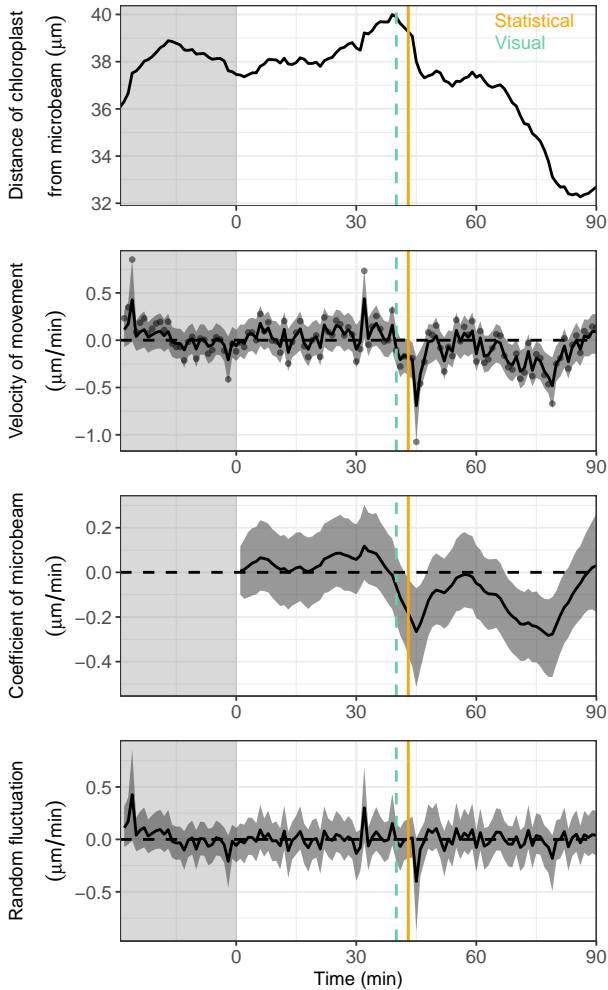 Distance of chloroplast
from microbeam (μm)
40
38
36
34
32
Statistical
Visual
0
30
60
90
Velocity of movement
(μm/min)
0.5
0.0
−0.5
−1.0
0
30
60
90
Coefficient of microbeam
(μm/min)
0.2
0.0
−0.2
−0.4
0
30
60
90
Random fluctuation
(μm/min)
0.5
0.0
−0.5
0
30
60
90
Time (min)